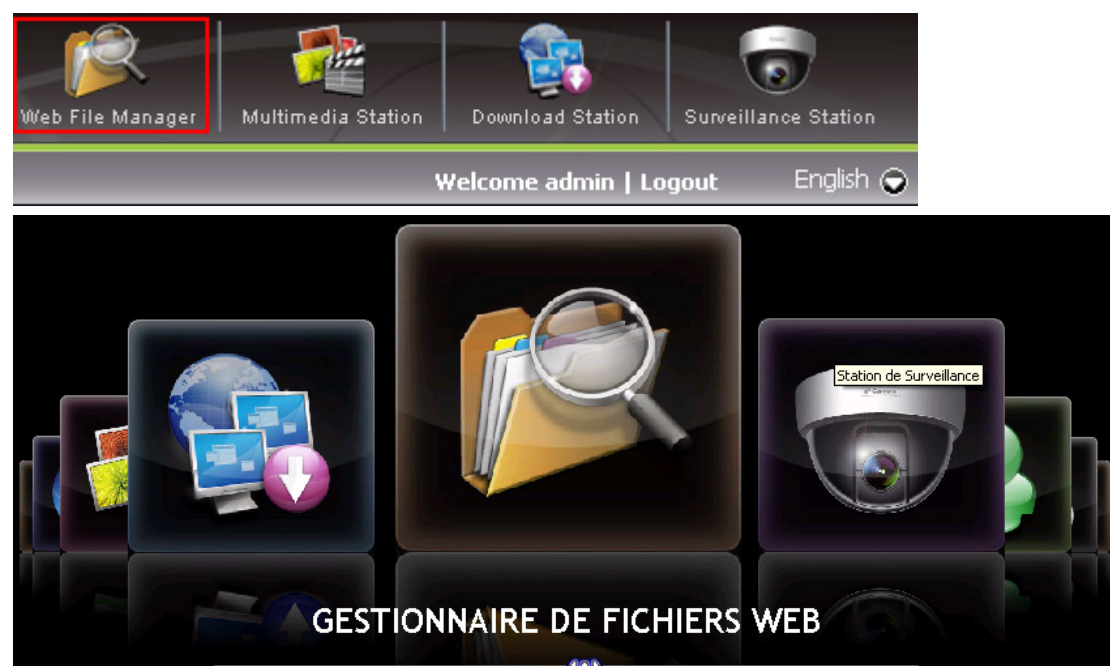 Web File Manager
Multimedia Station
Download Station
Surveillance Station
Welcome admin | Logout
English
Station de Surveillance
GESTIONNAIRE DE FICHIERS WEB